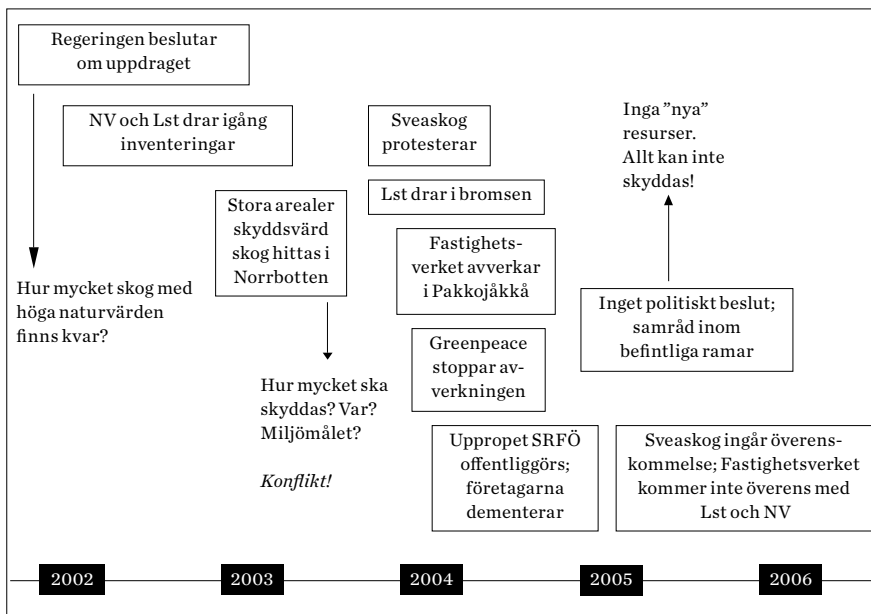 Regeringen beslutar
om uppdraget
NV och Lst drar igång
inventeringar
Sveaskog
protesterar
Inga ”nya”
resurser.
Allt kan inte
skyddas!
Stora arealer
skyddsvärd
skog hittas i
Norrbotten
Lst drar i bromsen
Fastighets-
verket avverkar
i Pakkojåkkå
Hur mycket skog med
höga naturvärden
finns kvar?
Inget politiskt beslut;
samråd inom
befintliga ramar
Greenpeace
stoppar av-
verkningen
Hur mycket ska
skyddas? Var?
Miljömålet?
Konflikt!
Uppropet SRFÖ
offentliggörs;
företagarna
dementerar
Sveaskog ingår överens-
kommelse; Fastighetsverket
kommer inte överens med
Lst och NV
2002
2003
2004
2005
2006